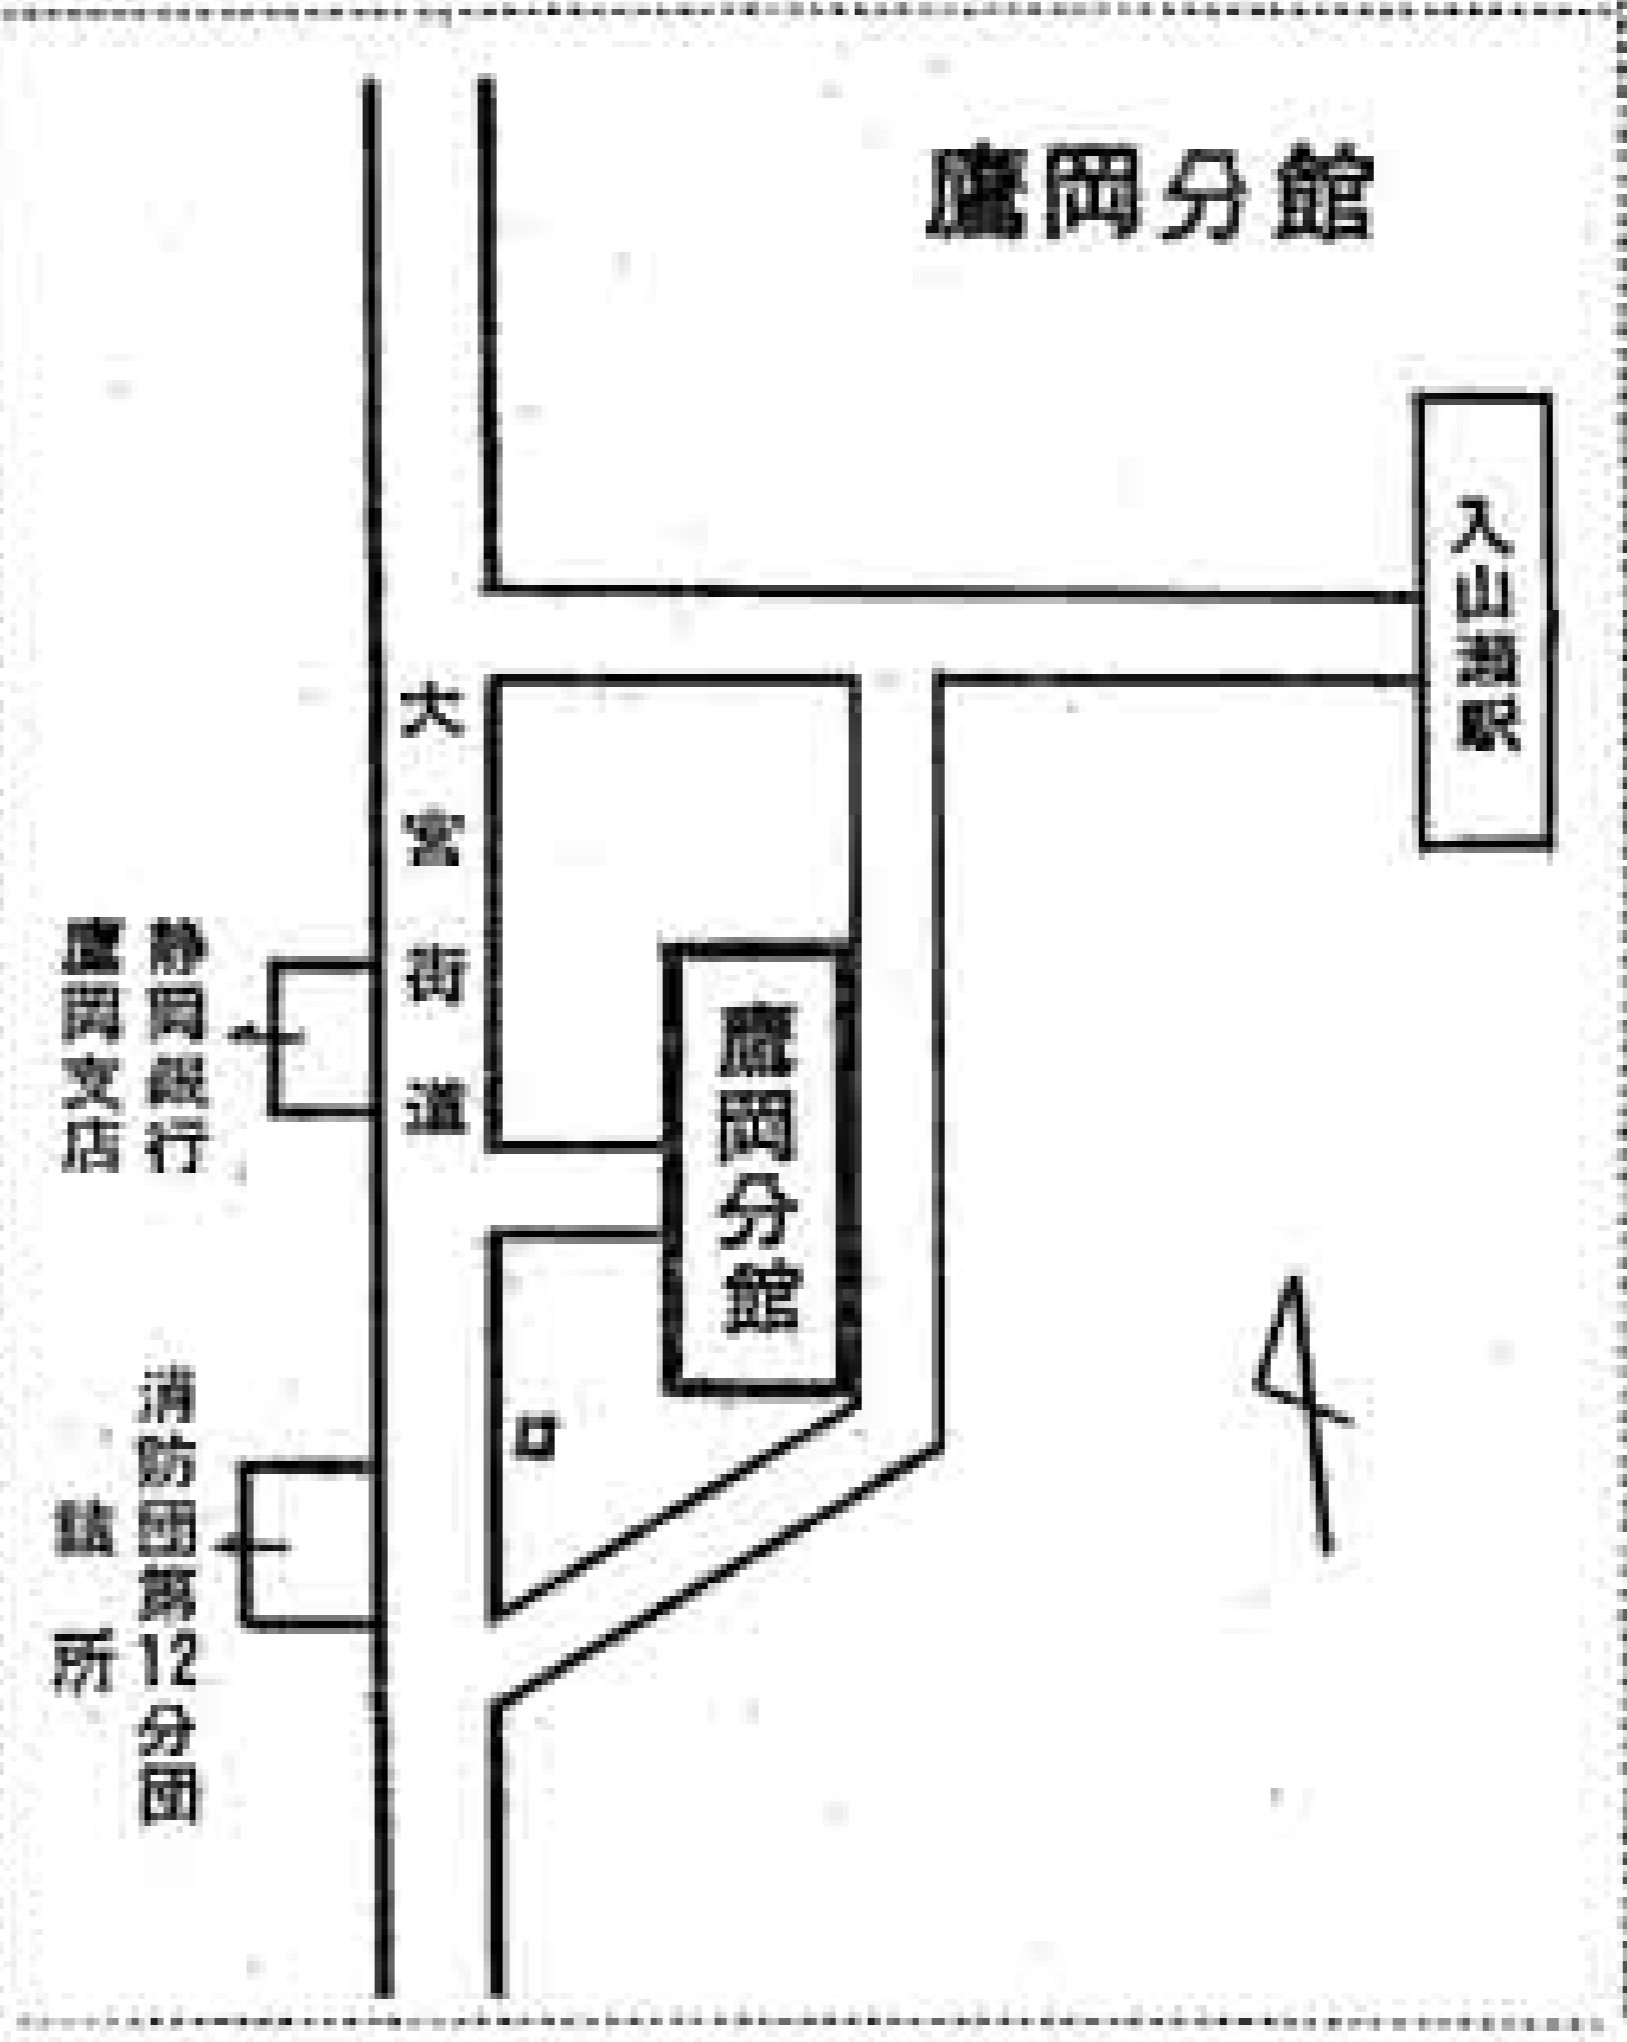 鷹岡分館
入山瀬駅
大宮街道
静岡銀行
鷹岡支店
鷹岡分館
消防団第12分団
詰所